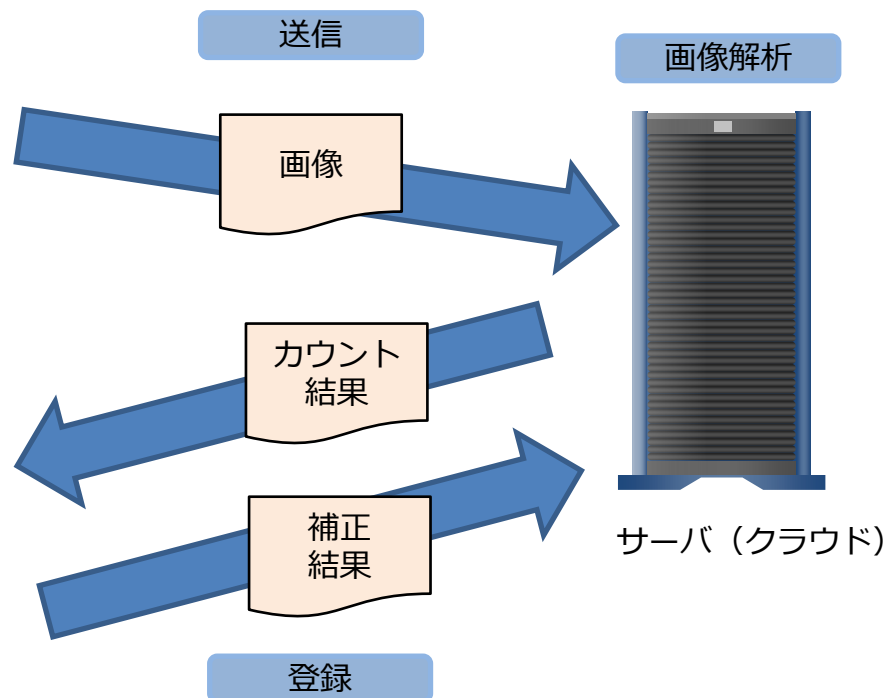 送信
画像解析
画像
カウント
結果
補正
結果
サーバ（クラウド）
登録